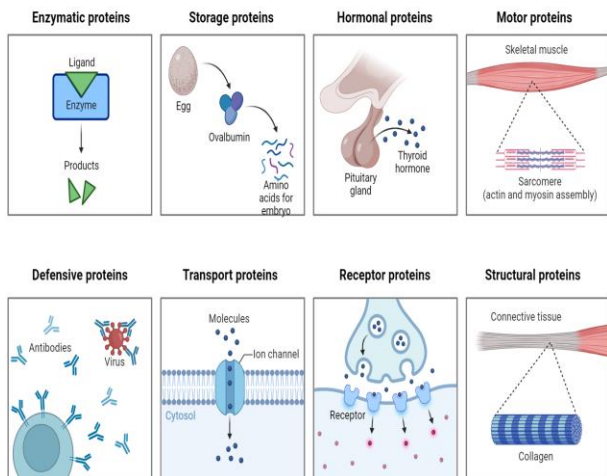 Enzymatic proteins
Storage proteins
Hormonal proteins
Motor proteins
Ligand
Enzyme
Products
Egg
Ovalbumin
Amino
acids for
embryo
Pituitary
gland
Thyroid
hormone
Skeletal muscle
Sarcomere
(actin and myosin assembly)
Defensive proteins
Transport proteins
Receptor proteins
Structural proteins
Antibodies
Virus
Molecules
Ion channel
Cytosol
Receptor
Connective tissue
Collagen